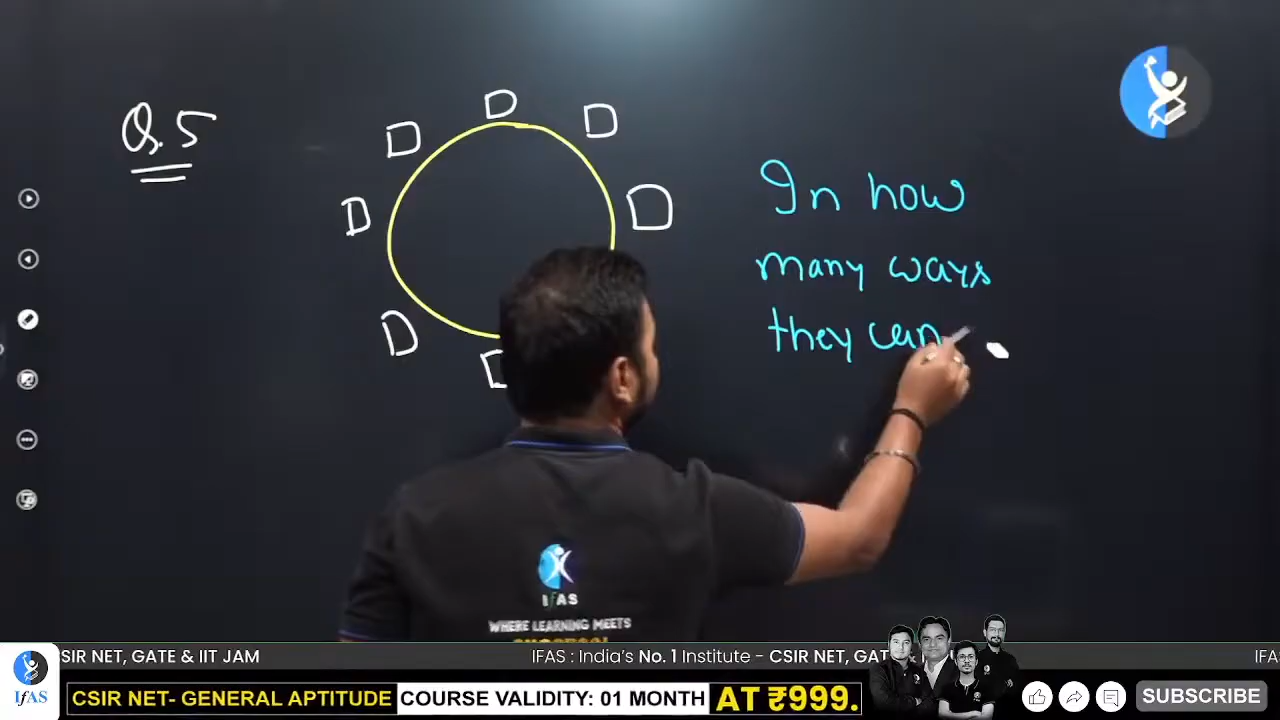 Q.5
In how
many ways
they can
IFAS
WHERE LEARNING MEETS
SIR NET, GATE & IIT JAM
IFAS : India's No. 1 Institute - CSIR NET, GAT
IFA
IFAS
CSIR NET- GENERAL APTITUDE COURSE VALIDITY: 01 MONTH AT ₹999.
SUBSCRIBE